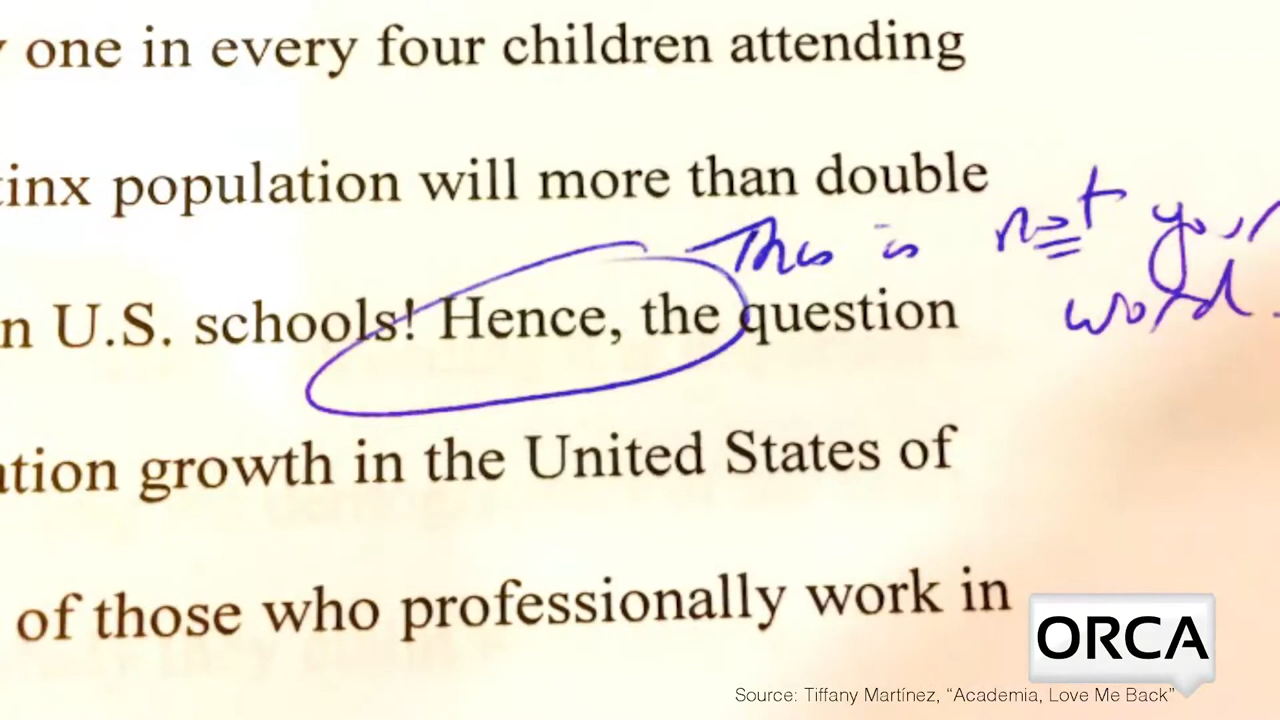 one in every four children attending
tinx population will more than double
This is not your
word.
n U.S. schools! Hence, the question
ation growth in the United States of
of those who professionally work in
ORCA
Source: Tiffany Martínez, “Academia, Love Me Back”